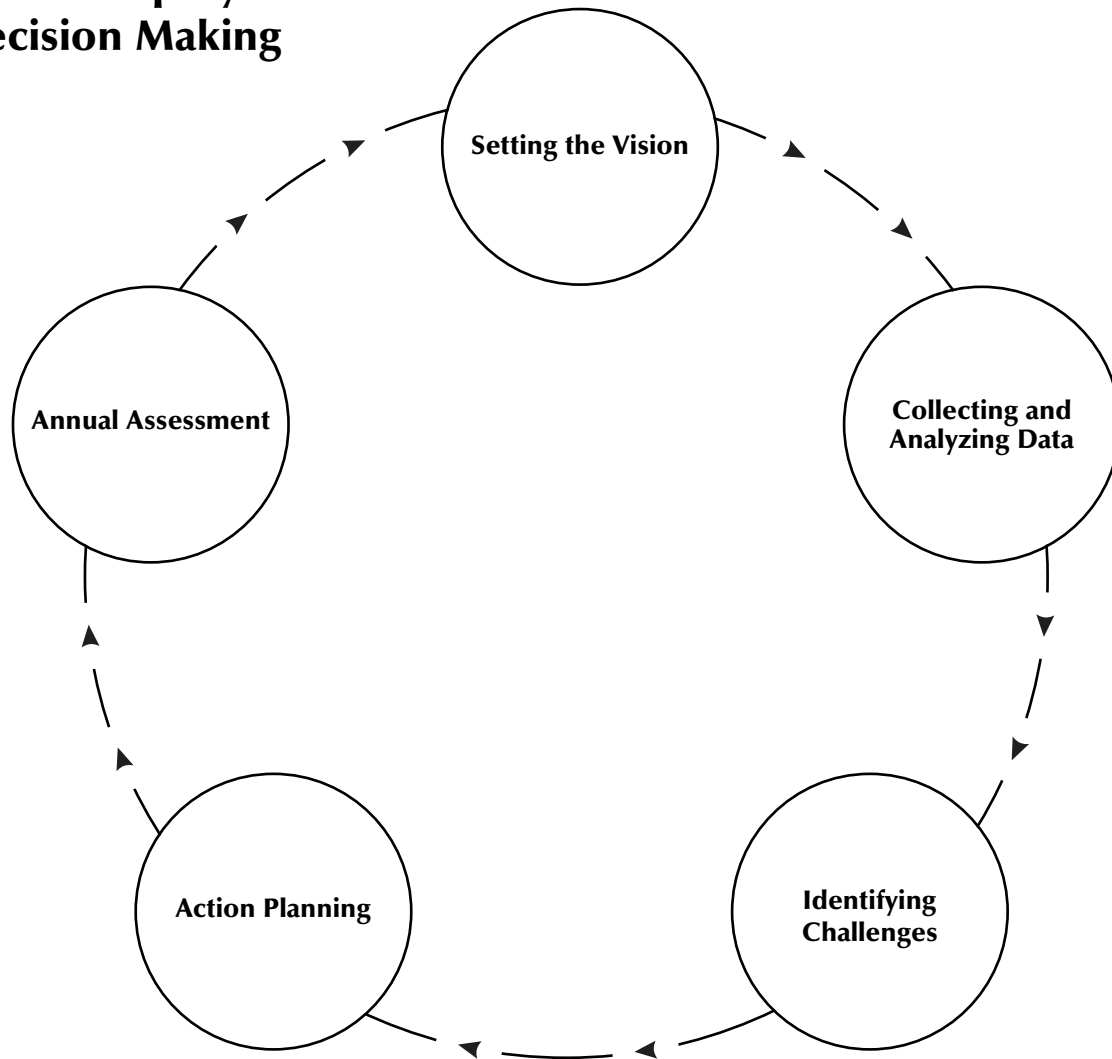 ecision Making
Setting the Vision
Annual Assessment
Collecting and
Analyzing Data
Action Planning
Identifying
Challenges